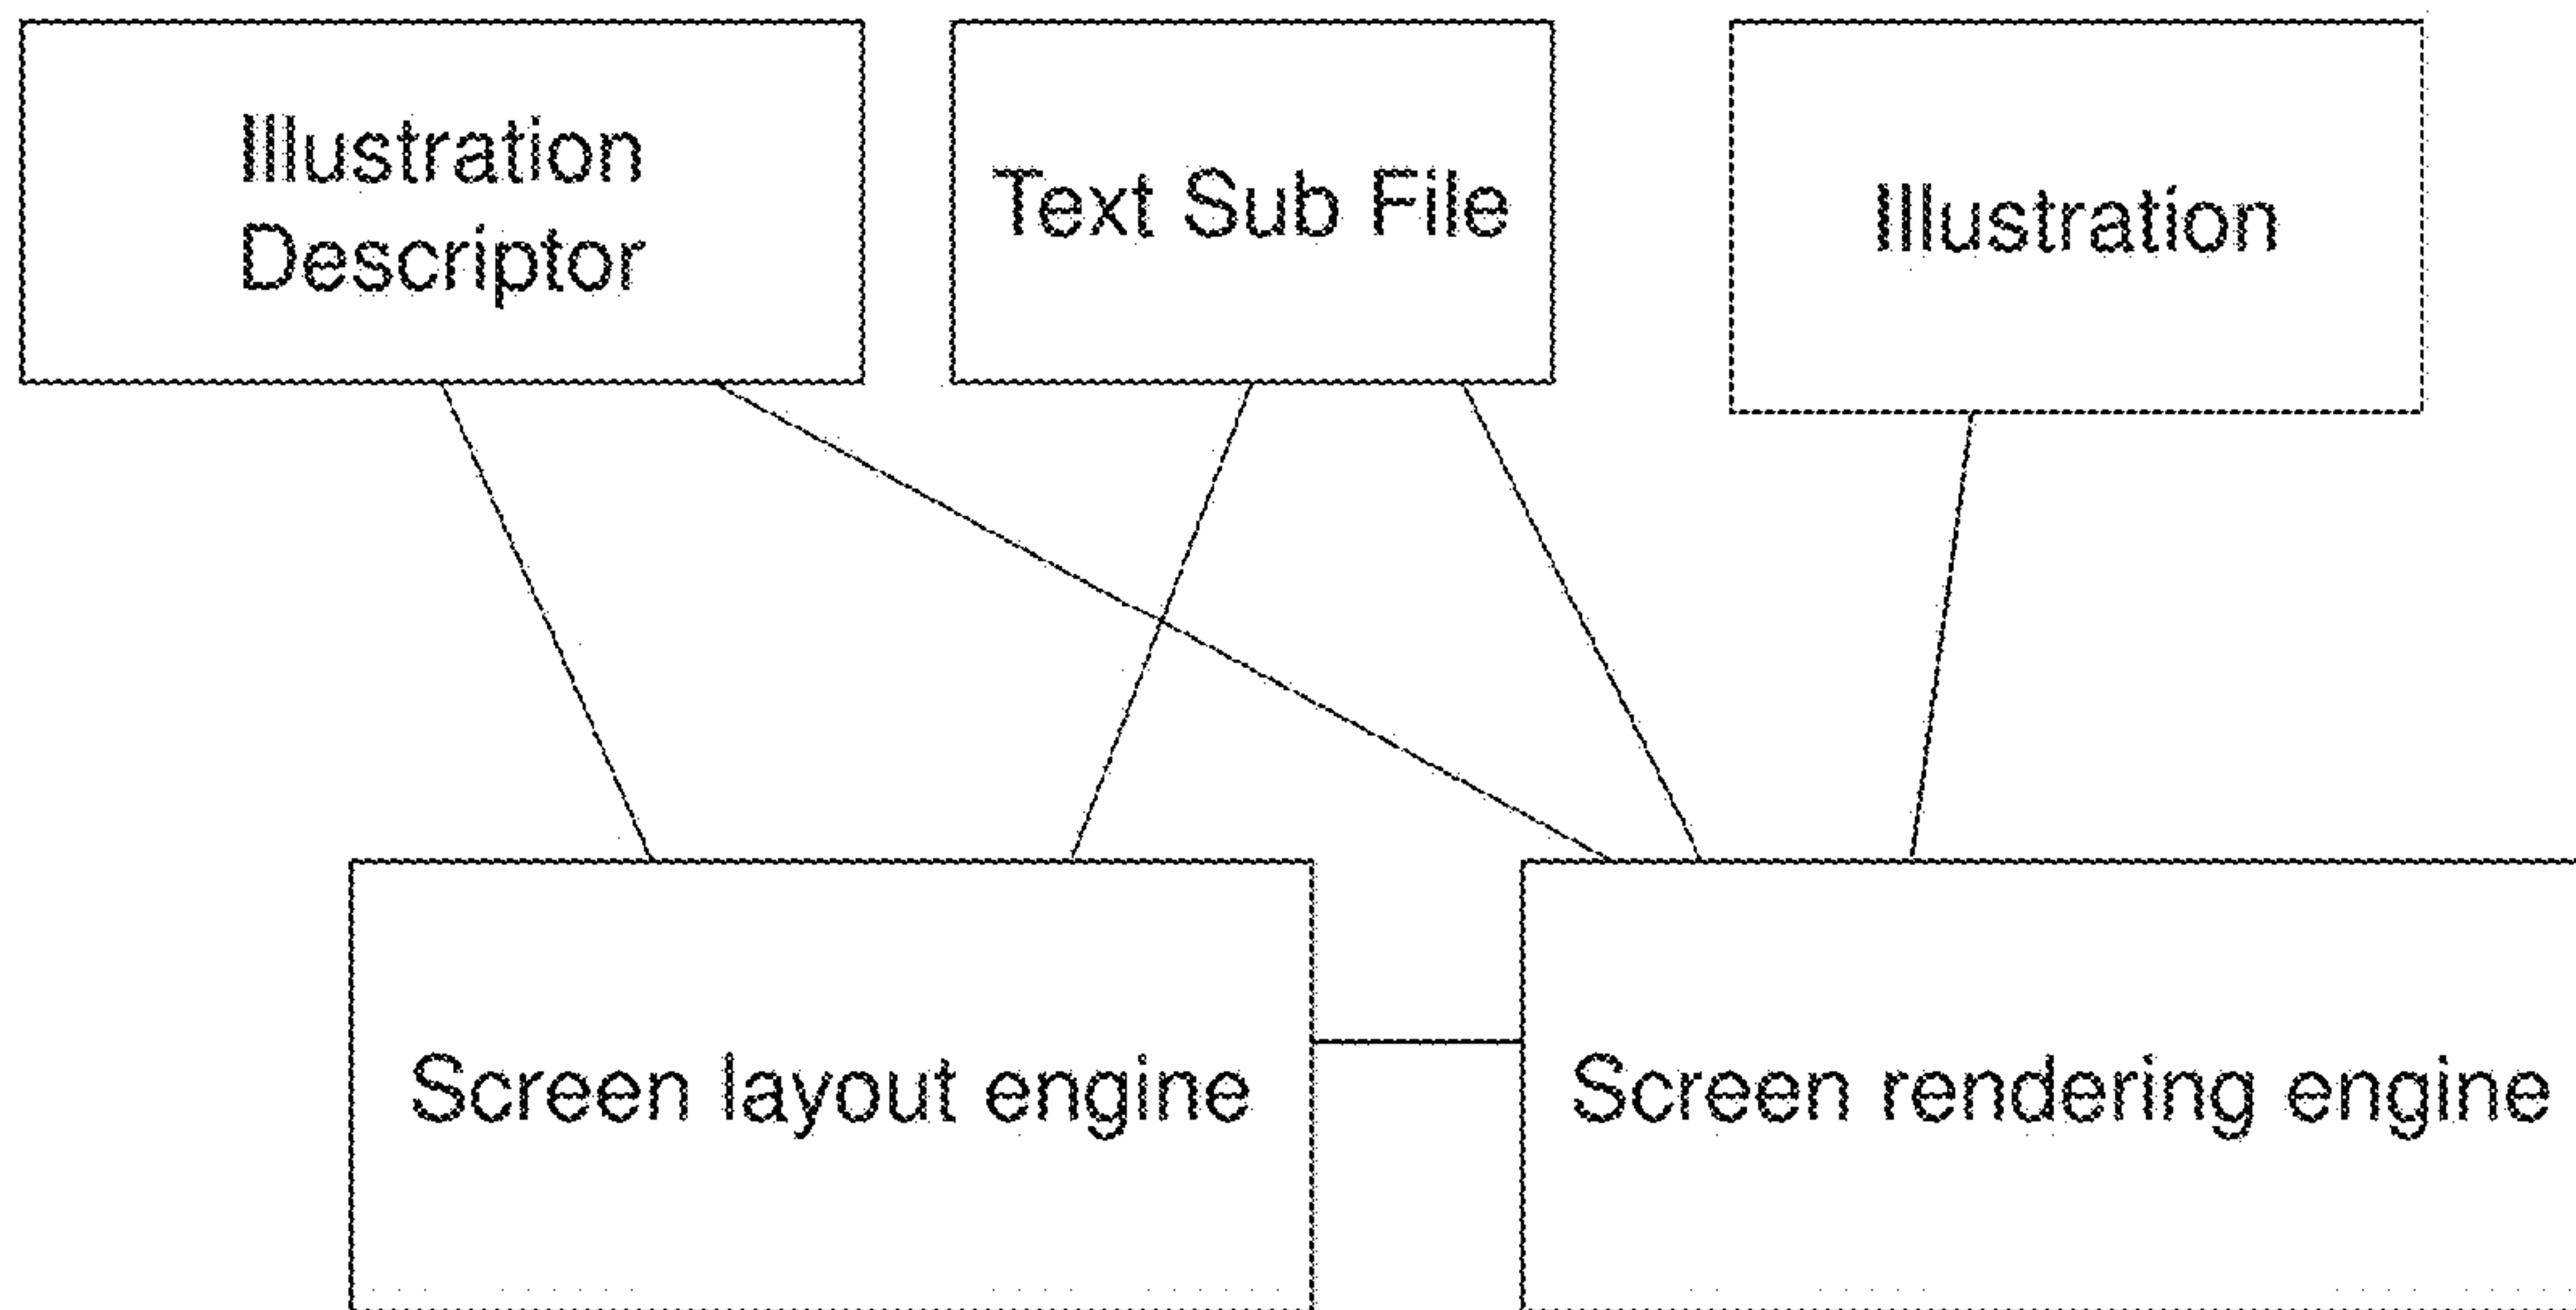 Illustration
Descriptor
Text Sub File
Illustration
Screen layout engine
Screen rendering engine